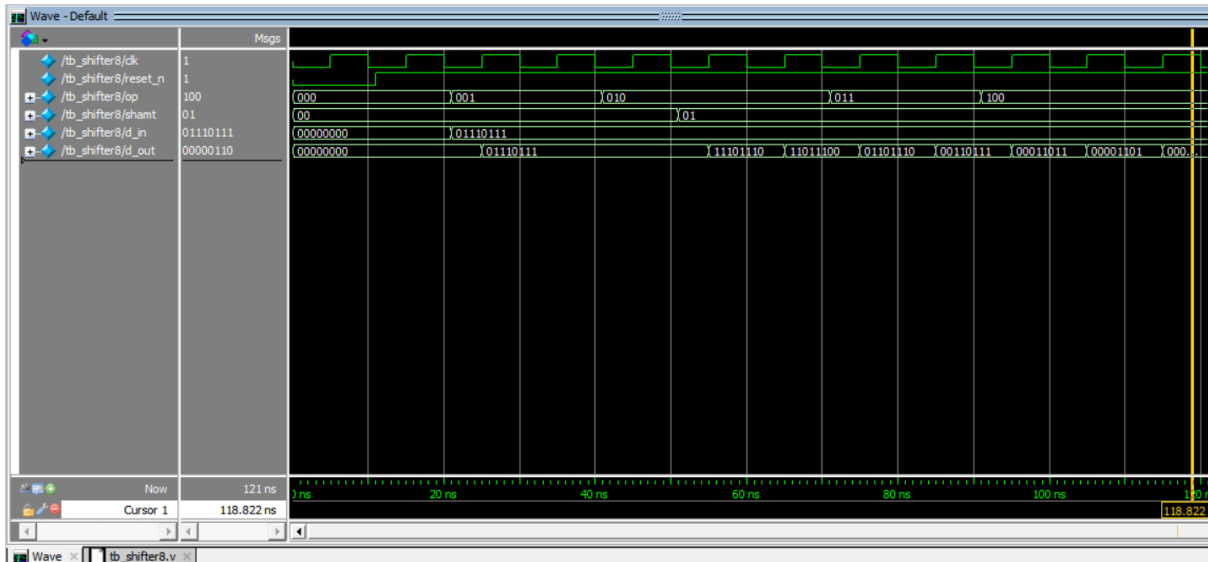 Wave - Default
Msgs
/tb_shifter8/clk 1
/tb_shifter8/reset_n 1
/tb_shifter8/op 100 000 001 010 011 100
/tb_shifter8/shamt 01 00 01
/tb_shifter8/d_in 01110111 00000000 01110111
/tb_shifter8/d_out 00000110 00000000 01110111 11101110 11011100 01101110 00110111 00011011 00001101 000...
Now 121 ns ns 20 ns 40 ns 60 ns 80 ns 100 ns
Cursor 1 118.822 ns 118.822
Wave tb_shifter8.v